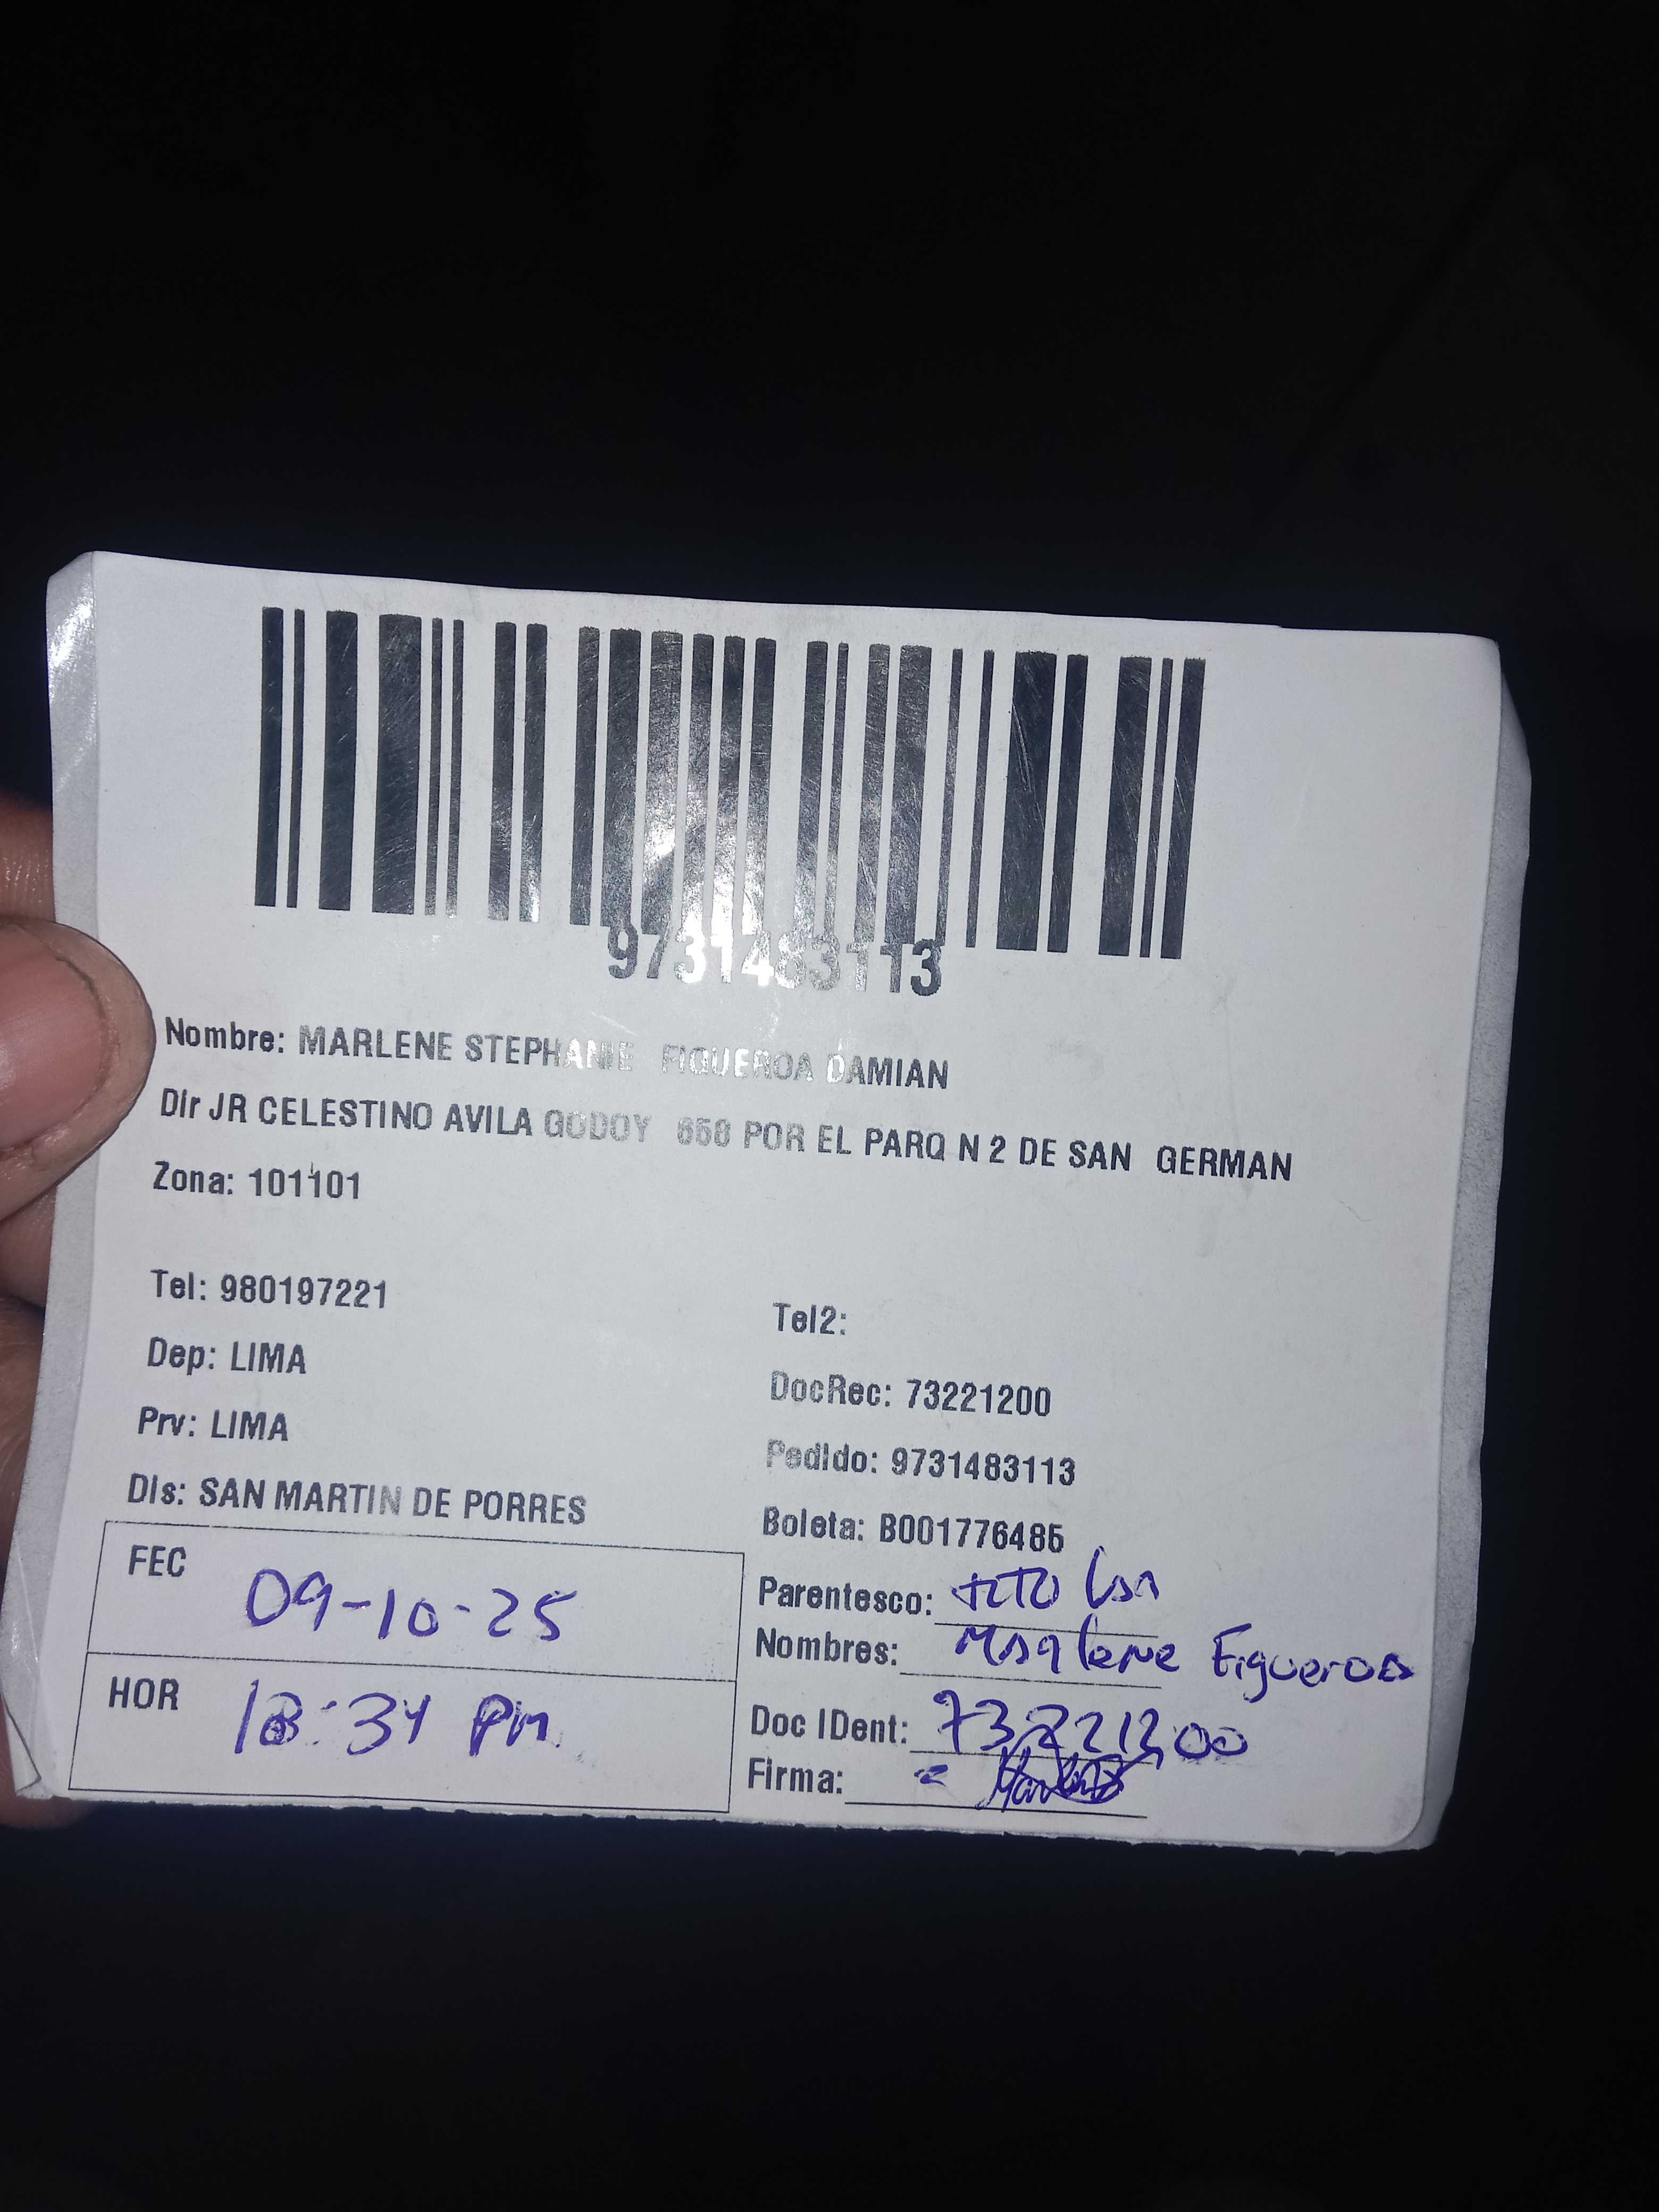 9731483113
Nombre: MARLENE STEPHANIE FIGUEROA DAMIAN
Dir JR CELESTINO AVILA GODOY 658 POR EL PARQ N 2 DE SAN GERMAN
Zona: 101101
Tel: 980197221
Tel2:
Dep: LIMA
DocRec: 73221200
Prv: LIMA
Pedido: 9731483113
Dis: SAN MARTIN DE PORRES
Boleta: B001776485
FEC 09-10-25
Parentesco:
Nombres: Marlene Figueroa
HOR 18:34 Pm
Doc IDent: 73221200
Firma: